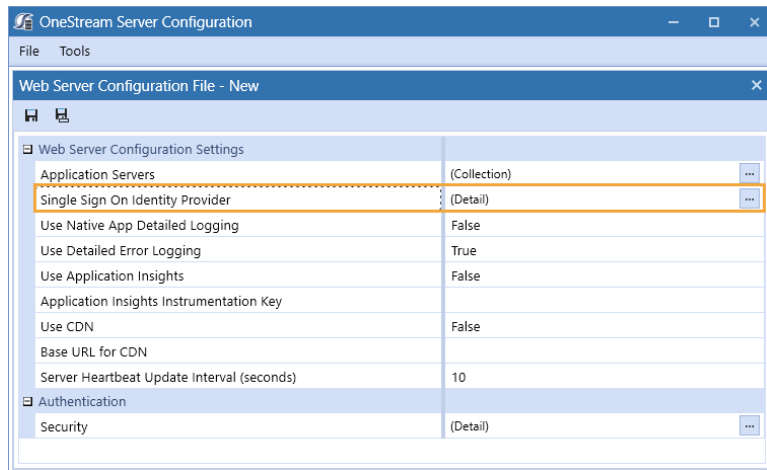 OneStream Server Configuration
File Tools
Web Server Configuration File - New
Web Server Configuration Settings
Application Servers (Collection) ...
Single Sign On Identity Provider (Detail) ...
Use Native App Detailed Logging False
Use Detailed Error Logging True
Use Application Insights False
Application Insights Instrumentation Key
Use CDN False
Base URL for CDN
Server Heartbeat Update Interval (seconds) 10
Authentication
Security (Detail) ...